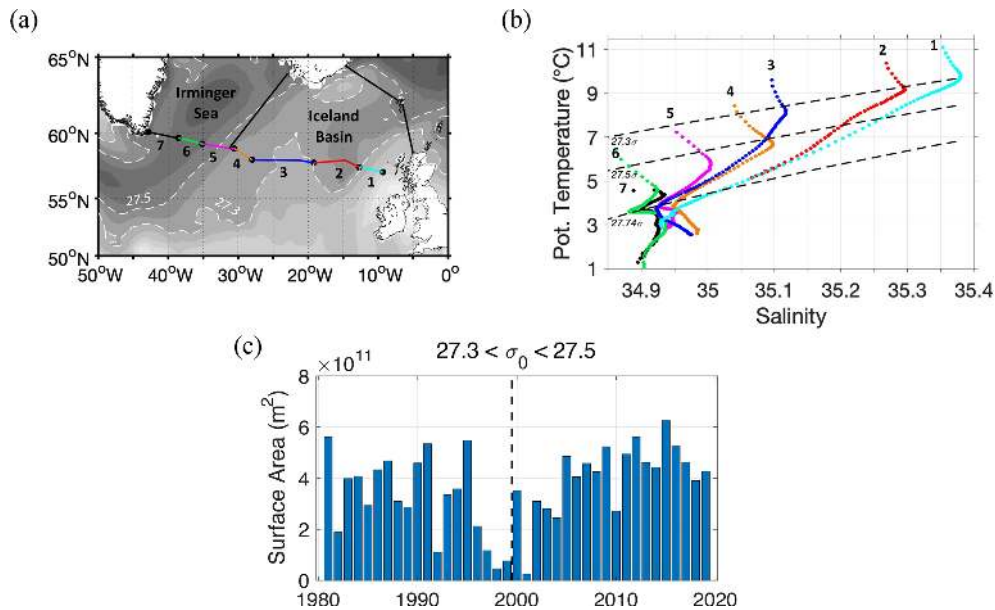 (a)
65°N
60°N
55°N
50°N
50°W
40°W
30°W
20°W
10°W
0°
Irminger
Sea
Iceland
Basin
7
6
5
4
3
2
1
27.5
27.3
(b)
Pot. Temperature (°C)
11
9
7
5
3
1
34.9
35
35.1
35.2
35.3
35.4
Salinity
1
2
3
4
5
6
7
27.3σ
27.5σ
27.74σ
(c)
27.3 < σ₀ < 27.5
×10¹¹
Surface Area (m²)
8
6
4
2
0
1980
1990
2000
2010
2020